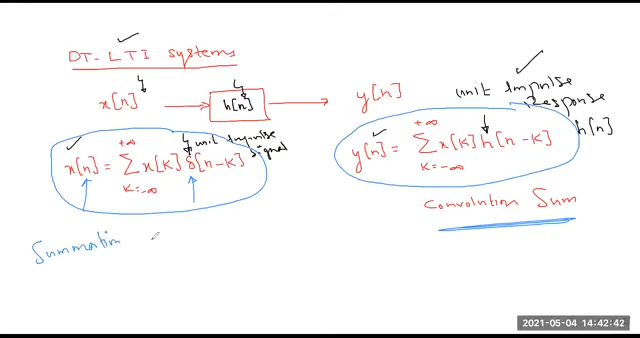 DT-LTI systems
x[n] → h[n] → y[n]
unit impulse
Response
h[n]
unit impulse
signal
x[n] = +∞ Σ K=-∞ x[K] δ[n-K]
y[n] = +∞ Σ K=-∞ x[K] h[n-K]
convolution Sum
Summation
2021-05-04 14:42:42